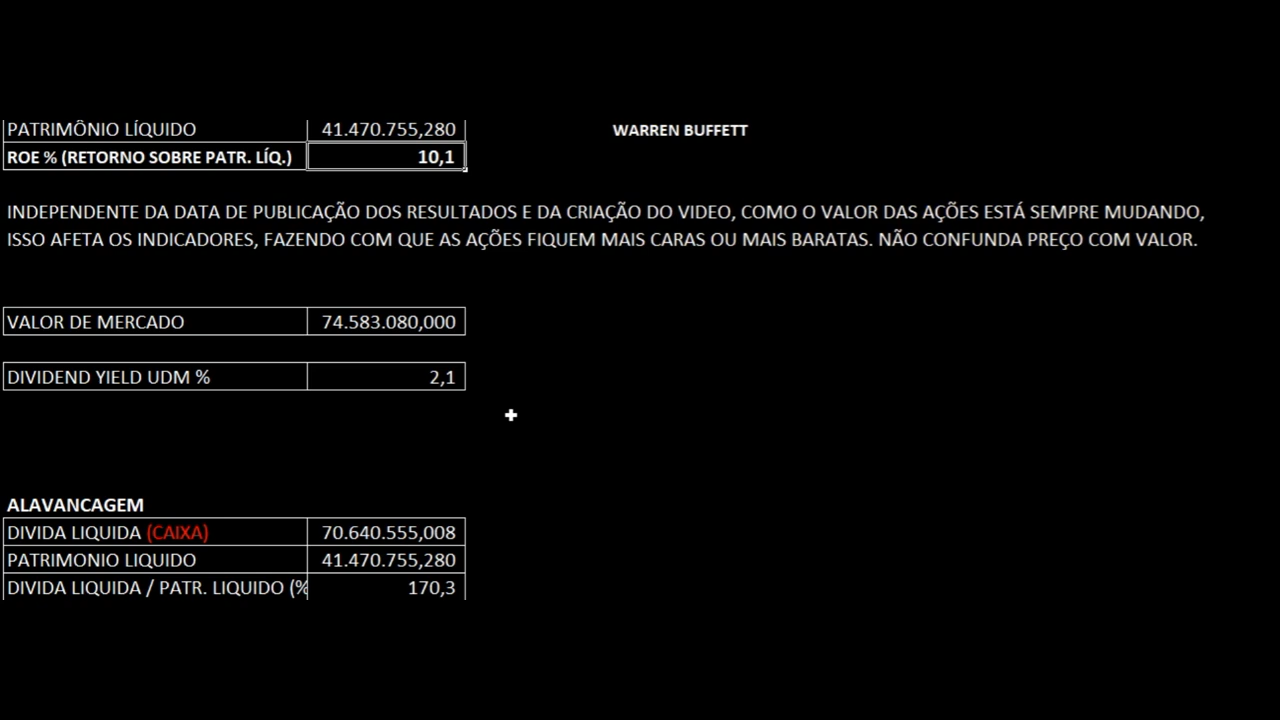 PATRIMÔNIO LÍQUIDO 41.470.755,280 WARREN BUFFETT
ROE % (RETORNO SOBRE PATR. LÍQ.) 10,1
INDEPENDENTE DA DATA DE PUBLICAÇÃO DOS RESULTADOS E DA CRIAÇÃO DO VIDEO, COMO O VALOR DAS AÇÕES ESTÁ SEMPRE MUDANDO,
ISSO AFETA OS INDICADORES, FAZENDO COM QUE AS AÇÕES FIQUEM MAIS CARAS OU MAIS BARATAS. NÃO CONFUNDA PREÇO COM VALOR.
VALOR DE MERCADO 74.583.080,000
DIVIDEND YIELD UDM % 2,1
ALAVANCAGEM
DIVIDA LIQUIDA (CAIXA) 70.640.555,008
PATRIMONIO LIQUIDO 41.470.755,280
DIVIDA LIQUIDA / PATR. LIQUIDO (% 170,3